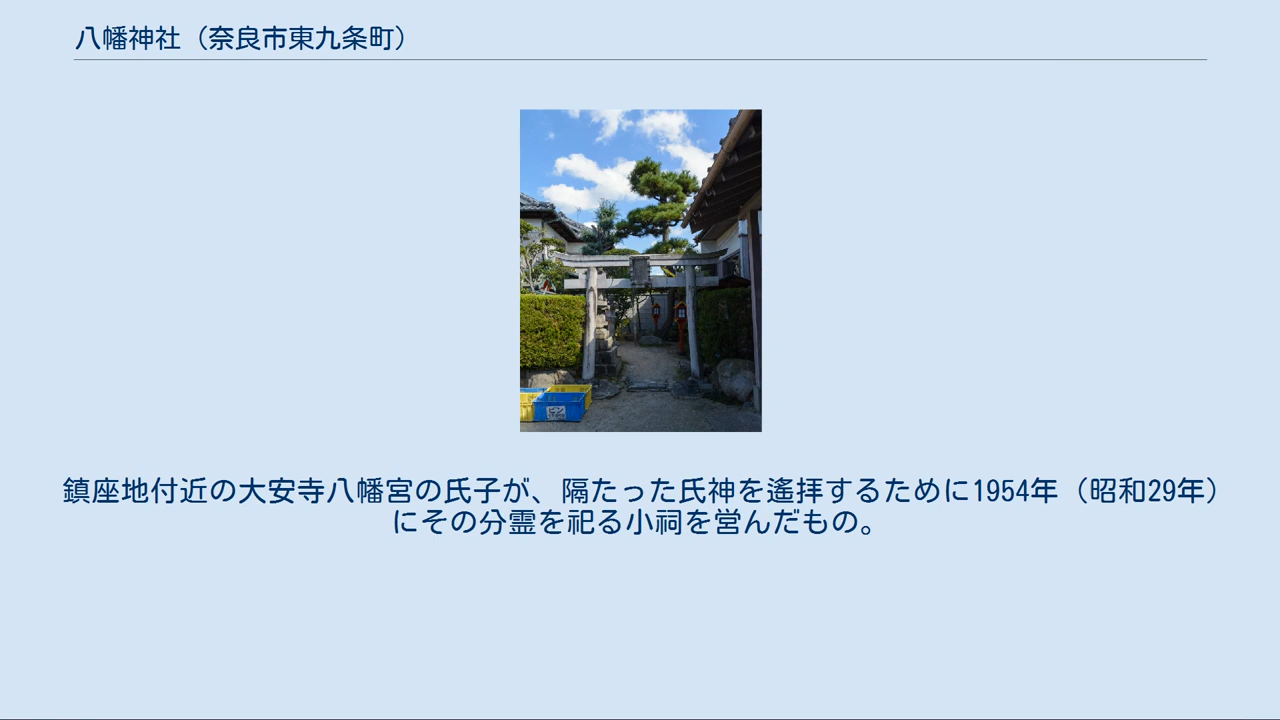 八幡神社（奈良市東九条町）
鎮座地付近の大安寺八幡宮の氏子が、隔たった氏神を遙拝するために1954年（昭和29年）
にその分霊を祀る小祠を営んだもの。